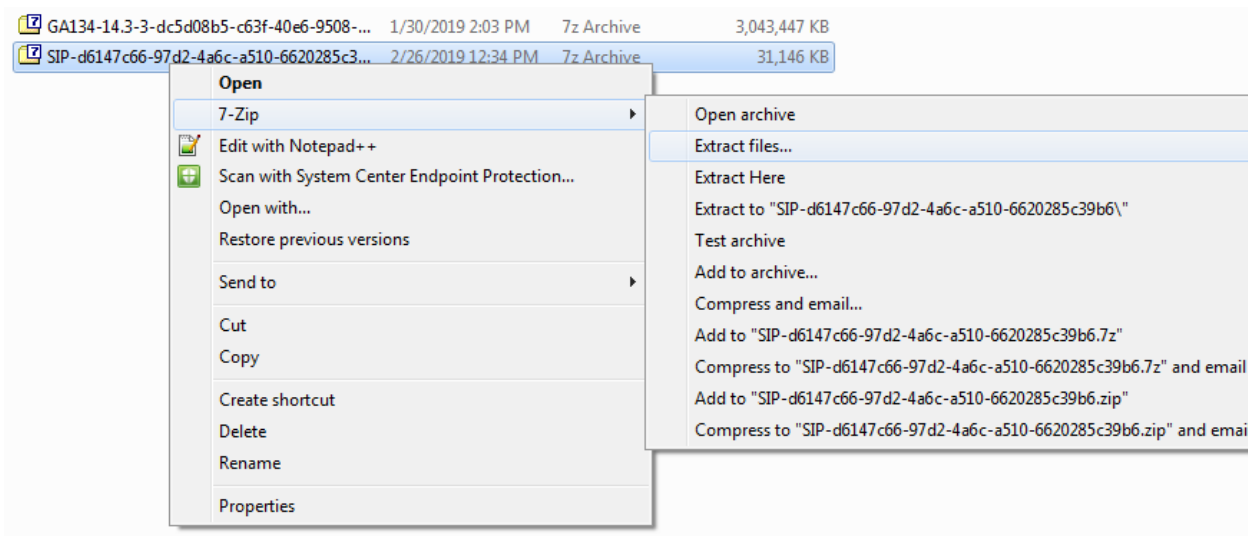 GA134-14.3-3-dc5d08b5-c63f-40e6-9508-... 1/30/2019 2:03 PM 7z Archive 3,043,447 KB
SIP-d6147c66-97d2-4a6c-a510-6620285c3... 2/26/2019 12:34 PM 7z Archive 31,146 KB
Open
7-Zip
Edit with Notepad++
Scan with System Center Endpoint Protection...
Open with...
Restore previous versions
Send to
Cut
Copy
Create shortcut
Delete
Rename
Properties
Open archive
Extract files...
Extract Here
Extract to "SIP-d6147c66-97d2-4a6c-a510-6620285c39b6\"
Test archive
Add to archive...
Compress and email...
Add to "SIP-d6147c66-97d2-4a6c-a510-6620285c39b6.7z"
Compress to "SIP-d6147c66-97d2-4a6c-a510-6620285c39b6.7z" and email
Add to "SIP-d6147c66-97d2-4a6c-a510-6620285c39b6.zip"
Compress to "SIP-d6147c66-97d2-4a6c-a510-6620285c39b6.zip" and emai